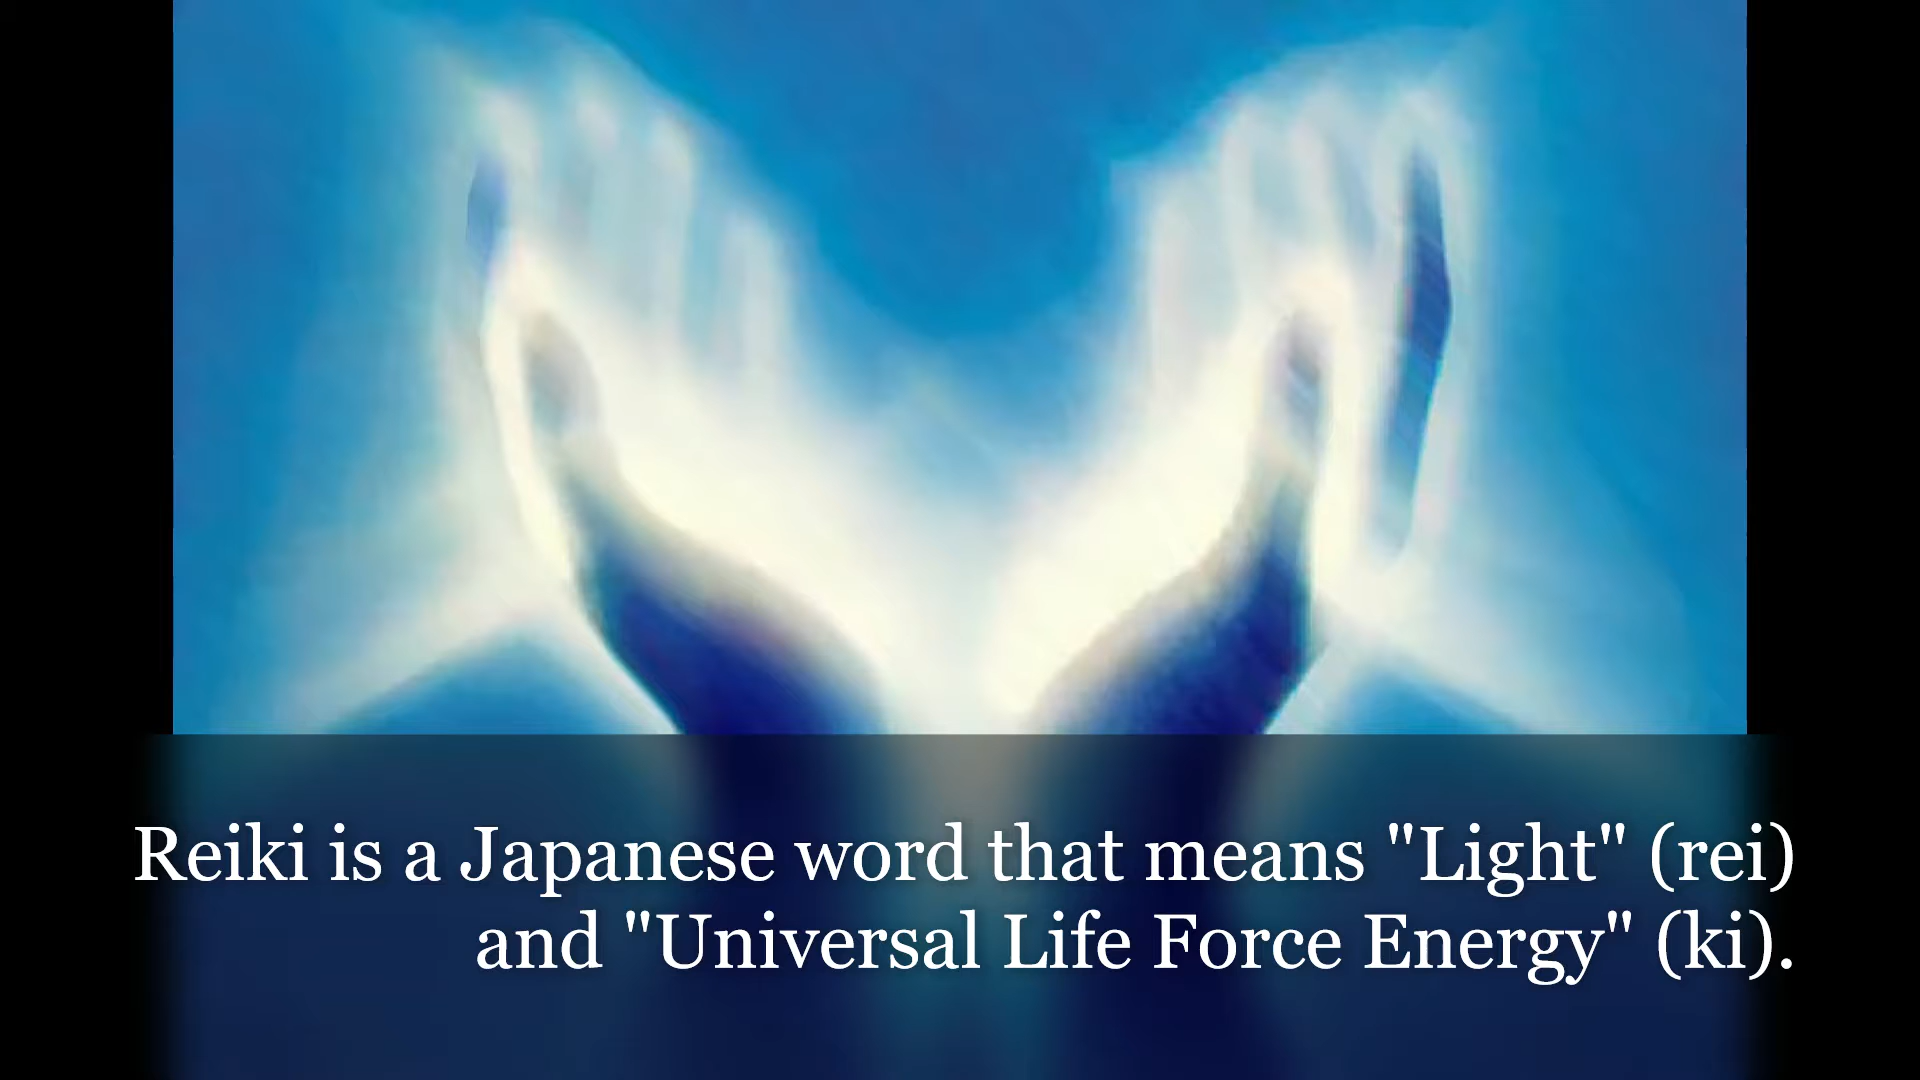 Reiki is a Japanese word that means "Light" (rei)
and "Universal Life Force Energy" (ki).